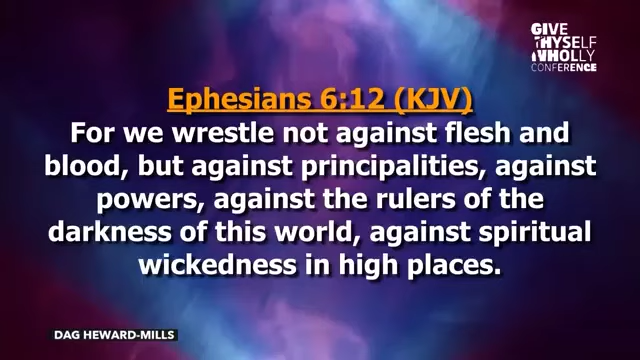 GIVE
THYSELF
WHOLLY
CONFERENCE
Ephesians 6:12 (KJV)
For we wrestle not against flesh and
blood, but against principalities, against
powers, against the rulers of the
darkness of this world, against spiritual
wickedness in high places.
DAG HEWARD-MILLS